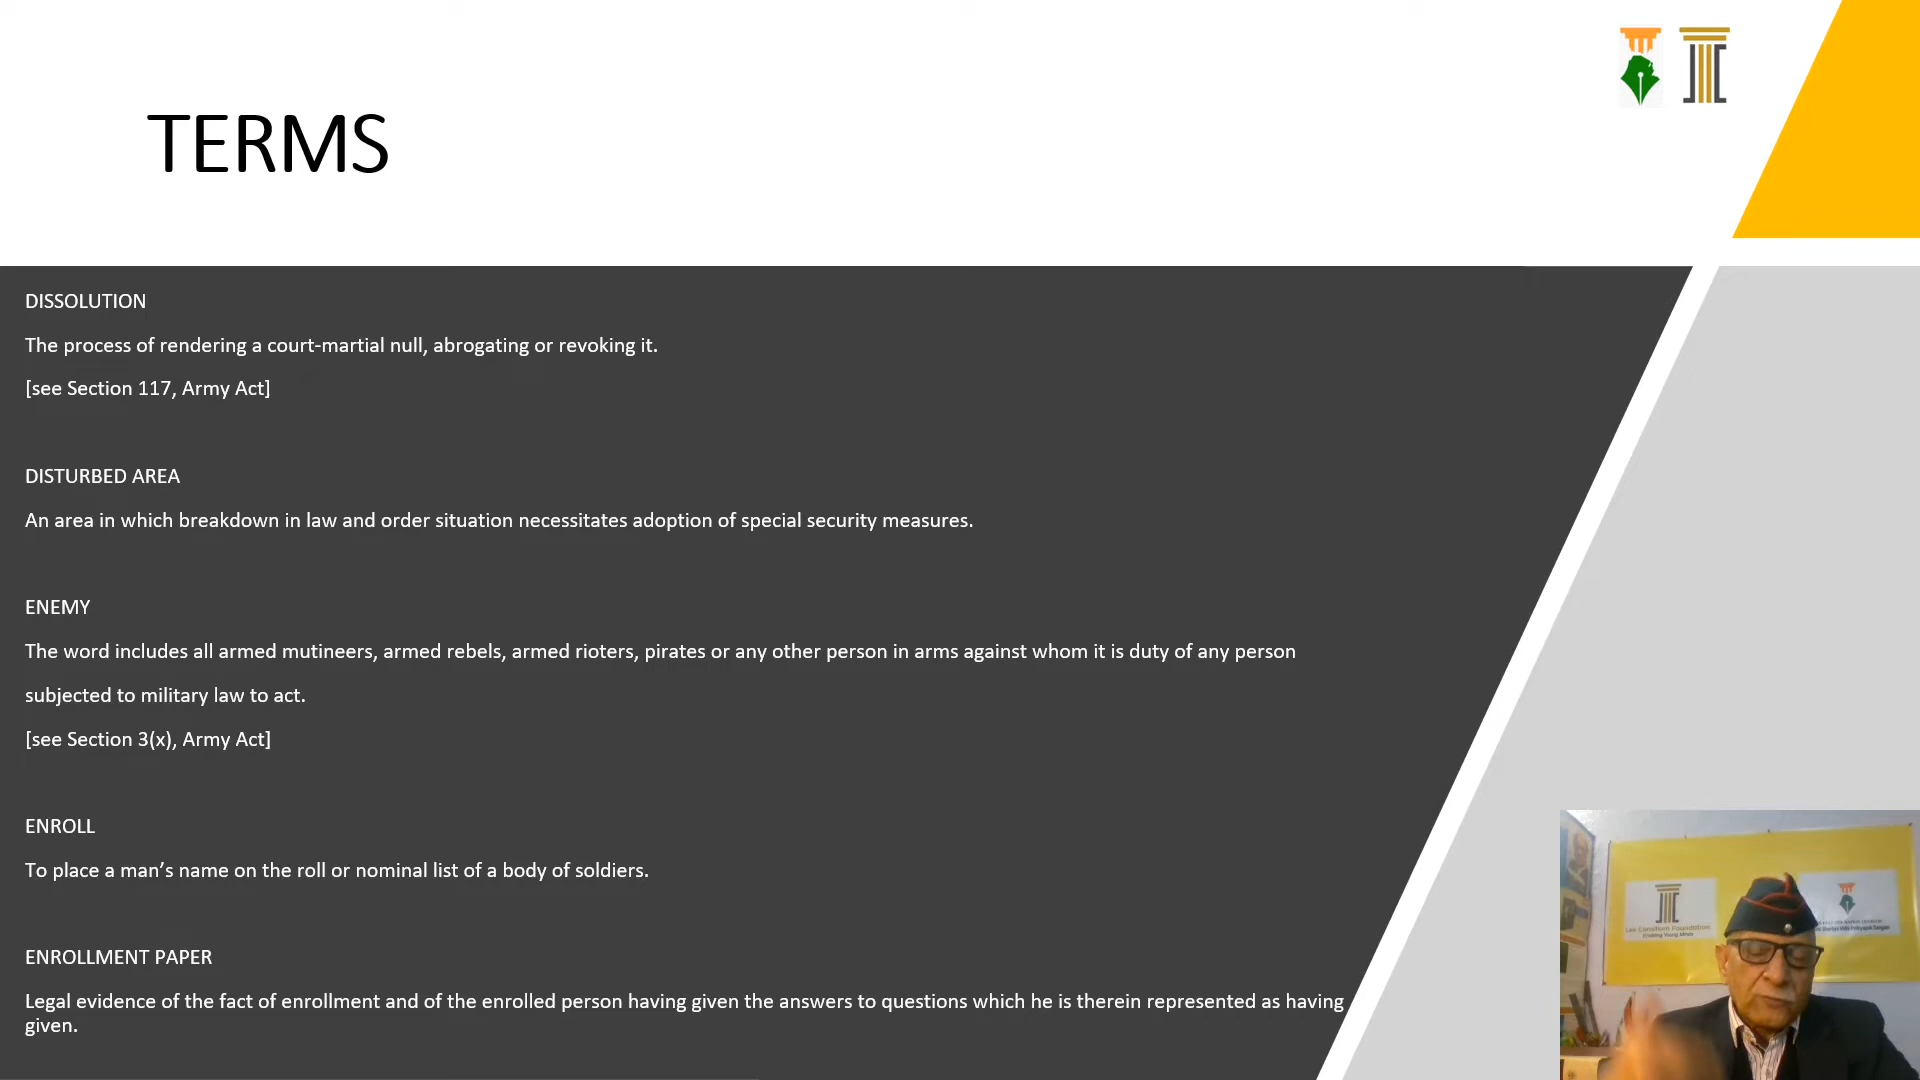 TERMS
DISSOLUTION
The process of rendering a court-martial null, abrogating or revoking it.
[see Section 117, Army Act]
DISTURBED AREA
An area in which breakdown in law and order situation necessitates adoption of special security measures.
ENEMY
The word includes all armed mutineers, armed rebels, armed rioters, pirates or any other person in arms against whom it is duty of any person
subjected to military law to act.
[see Section 3(x), Army Act]
ENROLL
To place a man’s name on the roll or nominal list of a body of soldiers.
ENROLLMENT PAPER
Legal evidence of the fact of enrollment and of the enrolled person having given the answers to questions which he is therein represented as having
given.
Lex Consilium Foundation